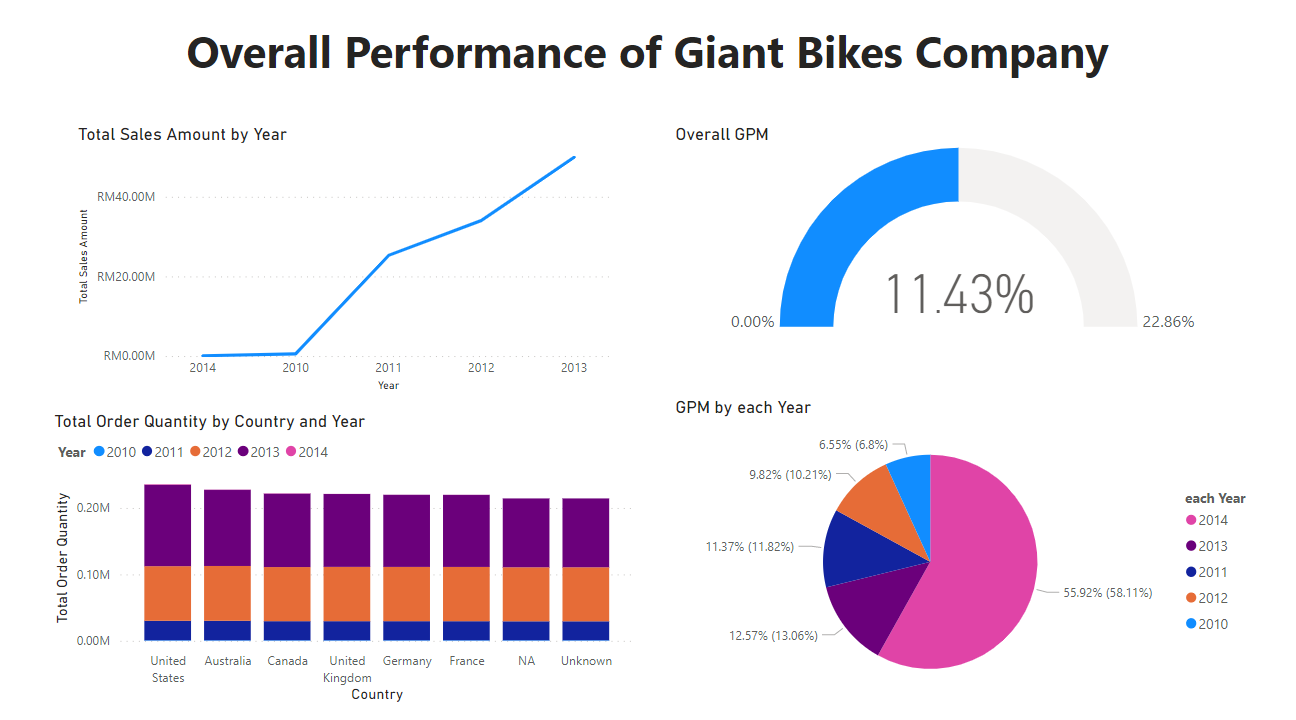 Overall Performance of Giant Bikes Company
Total Sales Amount by Year
Total Sales Amount
RM40.00M
RM20.00M
RM0.00M
2014 2010 2011 2012 2013
Year
Overall GPM
11.43%
0.00%
22.86%
Total Order Quantity by Country and Year
Year 2010 2011 2012 2013 2014
Total Order Quantity
0.20M
0.10M
0.00M
United States
Australia
Canada
United Kingdom
Germany
France
NA
Unknown
Country
GPM by each Year
6.55% (6.8%)
9.82% (10.21%)
11.37% (11.82%)
12.57% (13.06%)
55.92% (58.11%)
each Year
2014
2013
2011
2012
2010